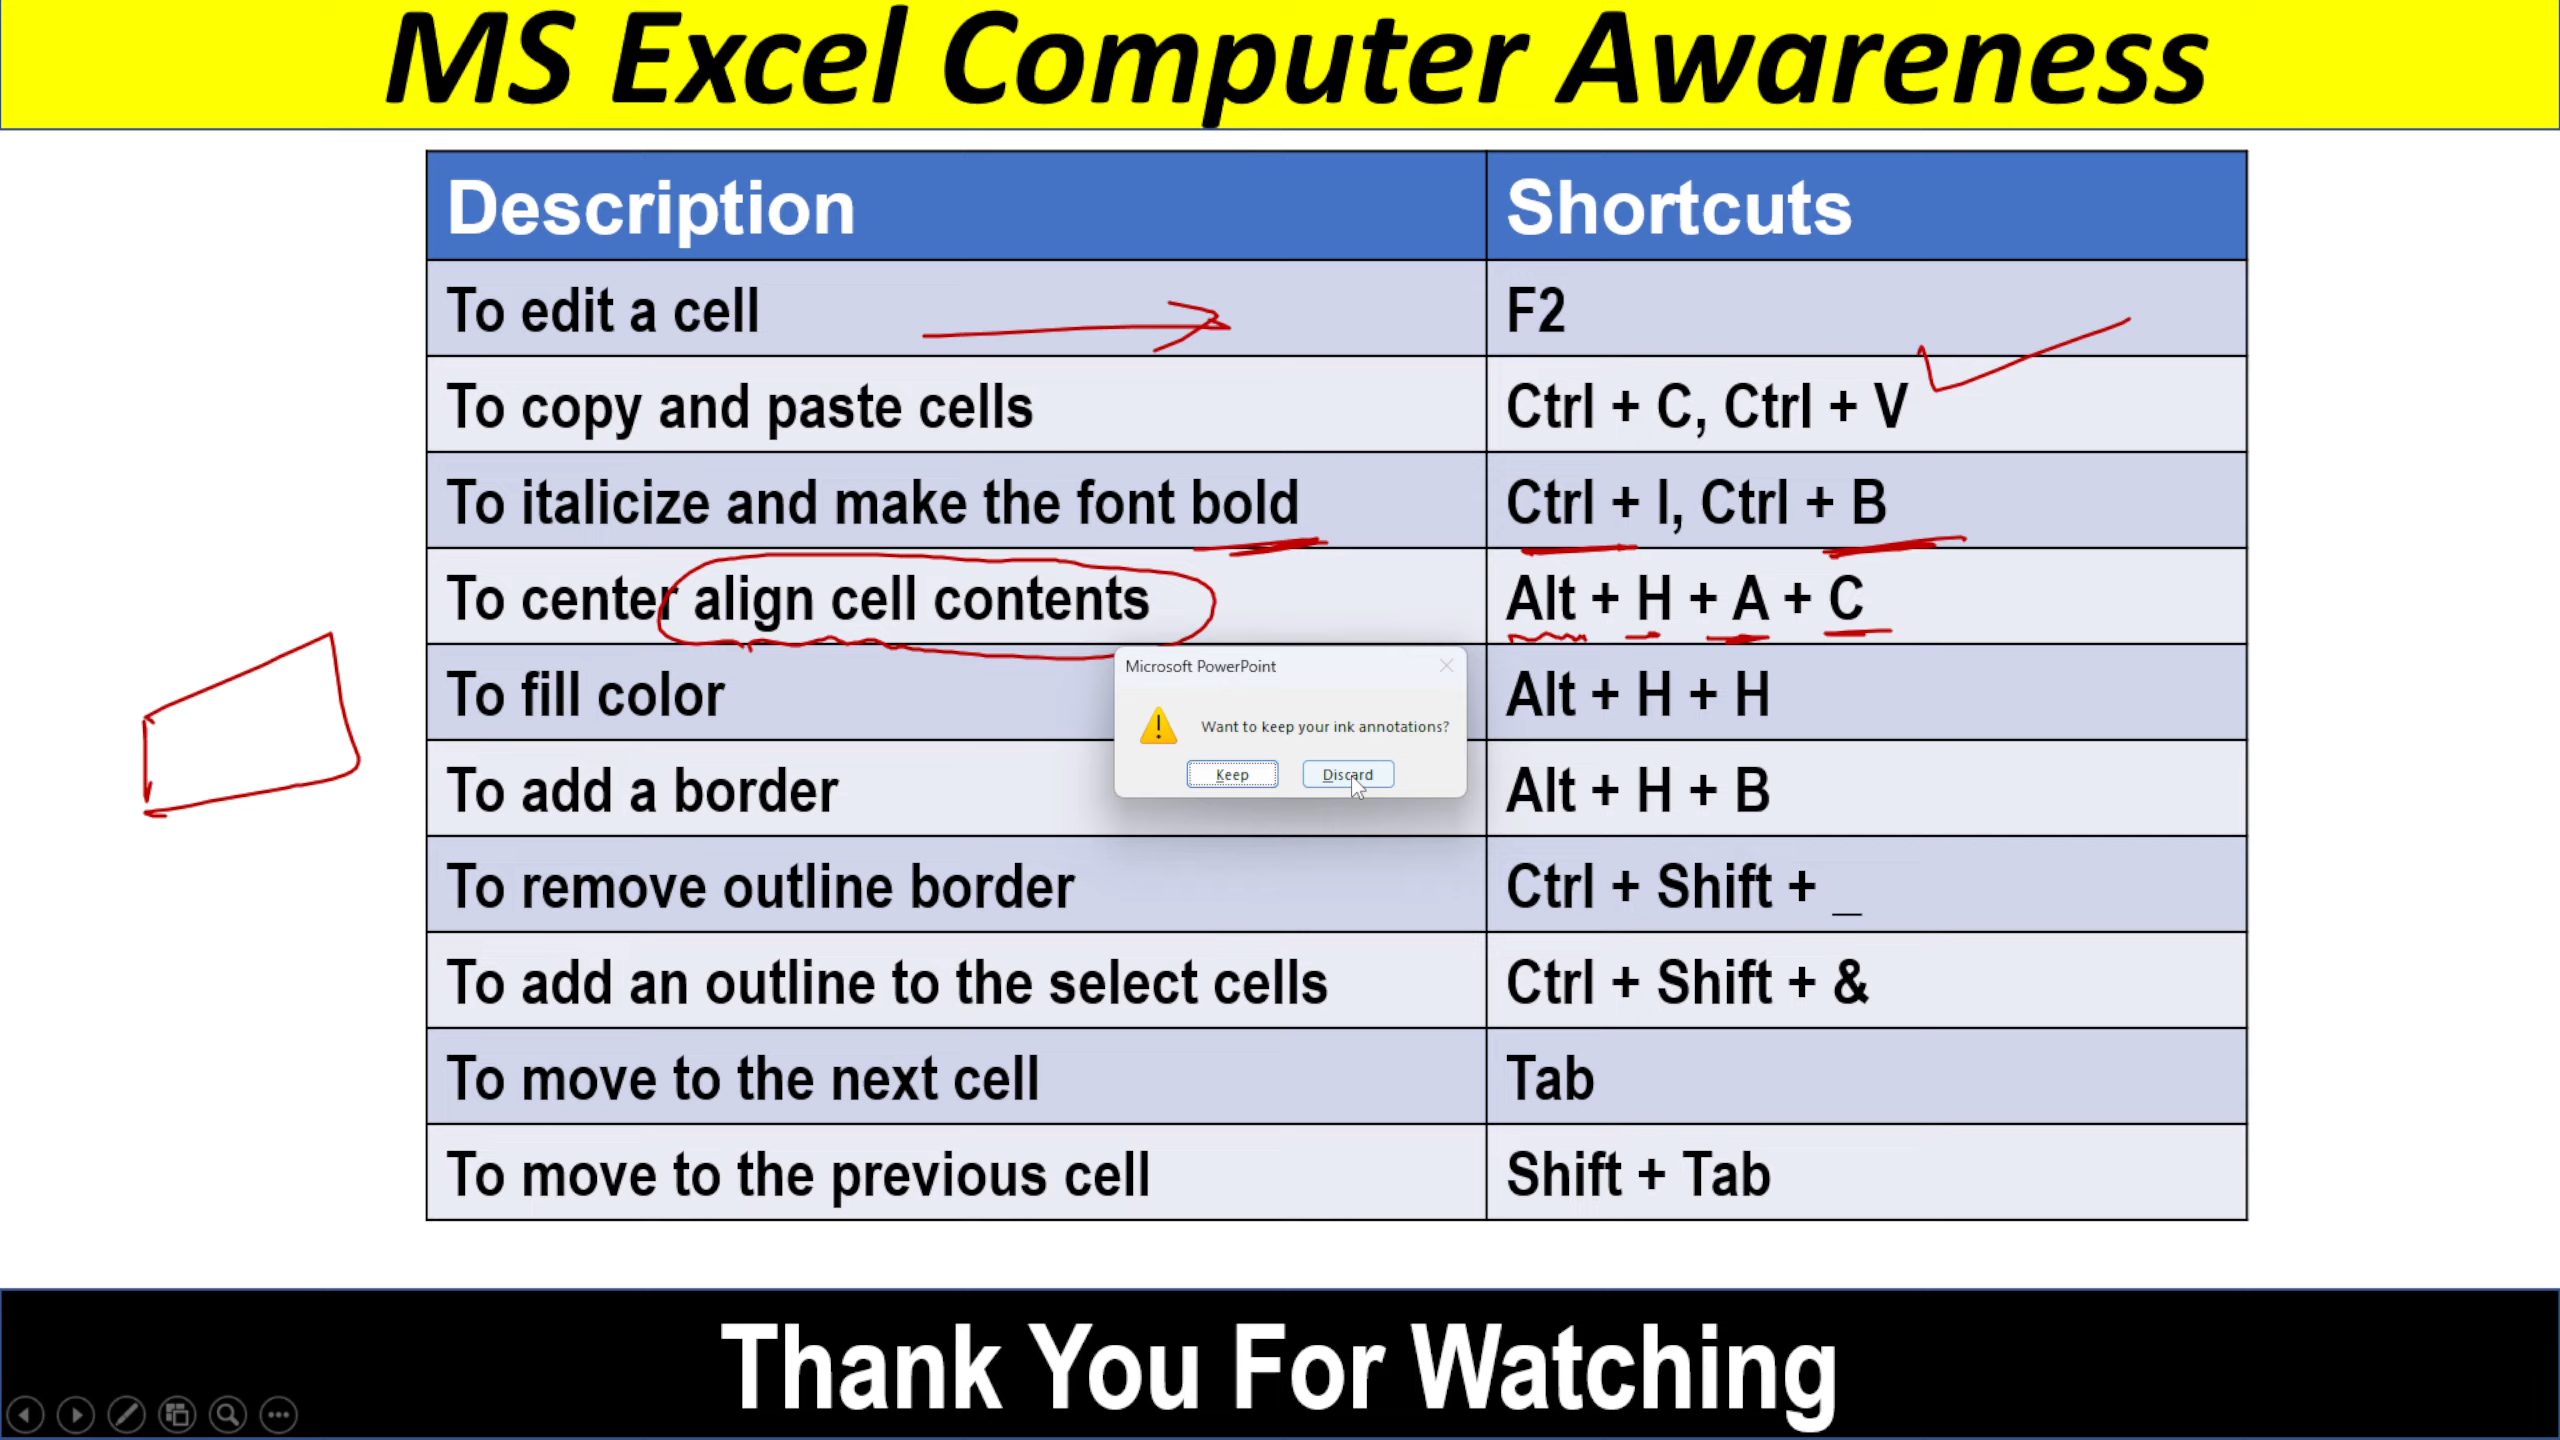 MS Excel Computer Awareness
Description Shortcuts
To edit a cell F2
To copy and paste cells Ctrl + C, Ctrl + V
To italicize and make the font bold Ctrl + I, Ctrl + B
To center align cell contents Alt + H + A + C
To fill color Alt + H + H
To add a border Alt + H + B
To remove outline border Ctrl + Shift + _
To add an outline to the select cells Ctrl + Shift + &
To move to the next cell Tab
To move to the previous cell Shift + Tab
Microsoft PowerPoint
Want to keep your ink annotations?
Keep Discard
Thank You For Watching